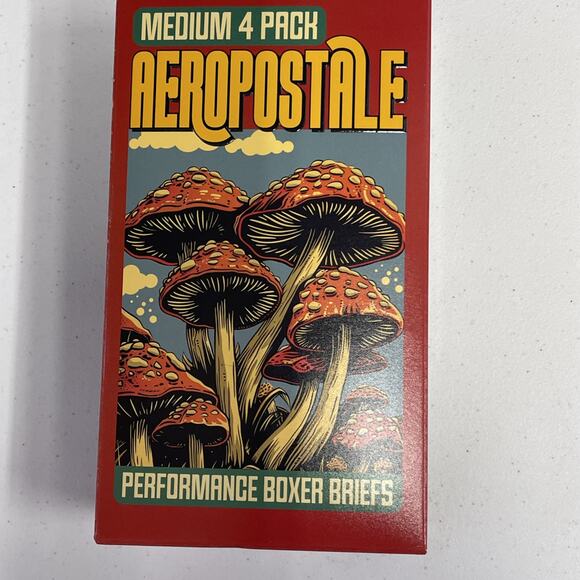 MEDIUM 4 PACK
AEROPOSTALE
PERFORMANCE BOXER BRIEFS